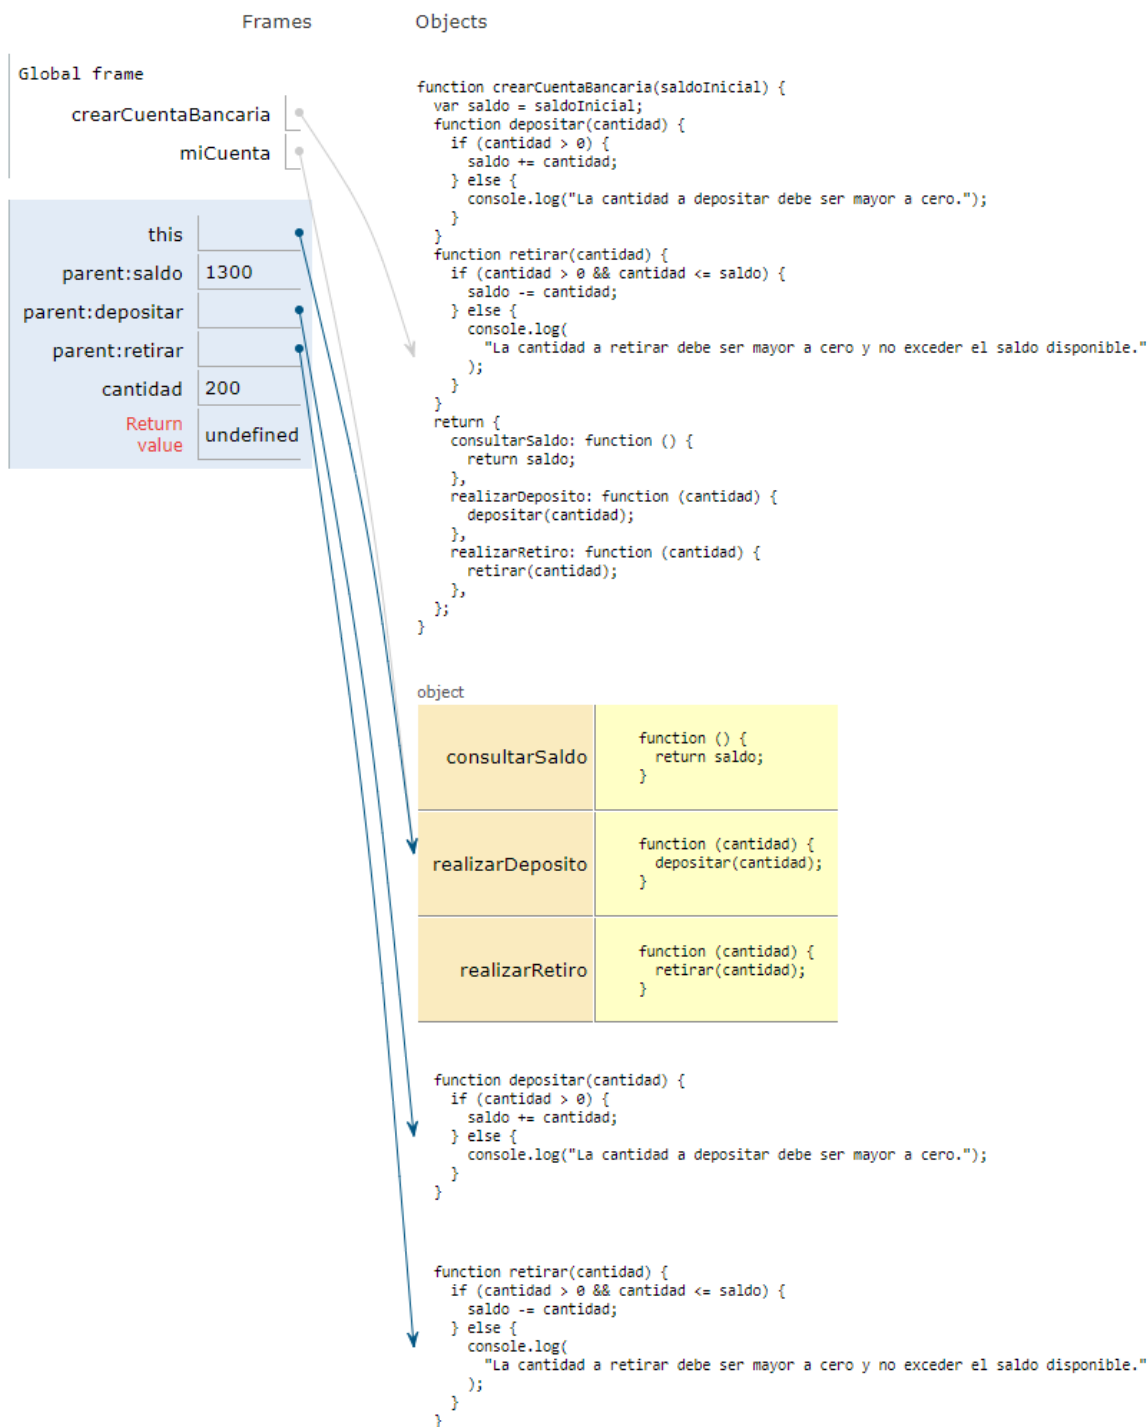 Frames
Objects
Global frame
crearCuentaBancaria
miCuenta
this
parent:saldo 1300
parent:depositar
parent:retirar
cantidad 200
Return
value undefined
function crearCuentaBancaria(saldoInicial) {
  var saldo = saldoInicial;
  function depositar(cantidad) {
    if (cantidad > 0) {
      saldo += cantidad;
    } else {
      console.log("La cantidad a depositar debe ser mayor a cero.");
    }
  }
  function retirar(cantidad) {
    if (cantidad > 0 && cantidad <= saldo) {
      saldo -= cantidad;
    } else {
      console.log(
        "La cantidad a retirar debe ser mayor a cero y no exceder el saldo disponible."
      );
    }
  }
  return {
    consultarSaldo: function () {
      return saldo;
    },
    realizarDeposito: function (cantidad) {
      depositar(cantidad);
    },
    realizarRetiro: function (cantidad) {
      retirar(cantidad);
    },
  };
}
object
consultarSaldo
function () {
  return saldo;
}
realizarDeposito
function (cantidad) {
  depositar(cantidad);
}
realizarRetiro
function (cantidad) {
  retirar(cantidad);
}
function depositar(cantidad) {
  if (cantidad > 0) {
    saldo += cantidad;
  } else {
    console.log("La cantidad a depositar debe ser mayor a cero.");
  }
}
function retirar(cantidad) {
  if (cantidad > 0 && cantidad <= saldo) {
    saldo -= cantidad;
  } else {
    console.log(
      "La cantidad a retirar debe ser mayor a cero y no exceder el saldo disponible."
    );
  }
}